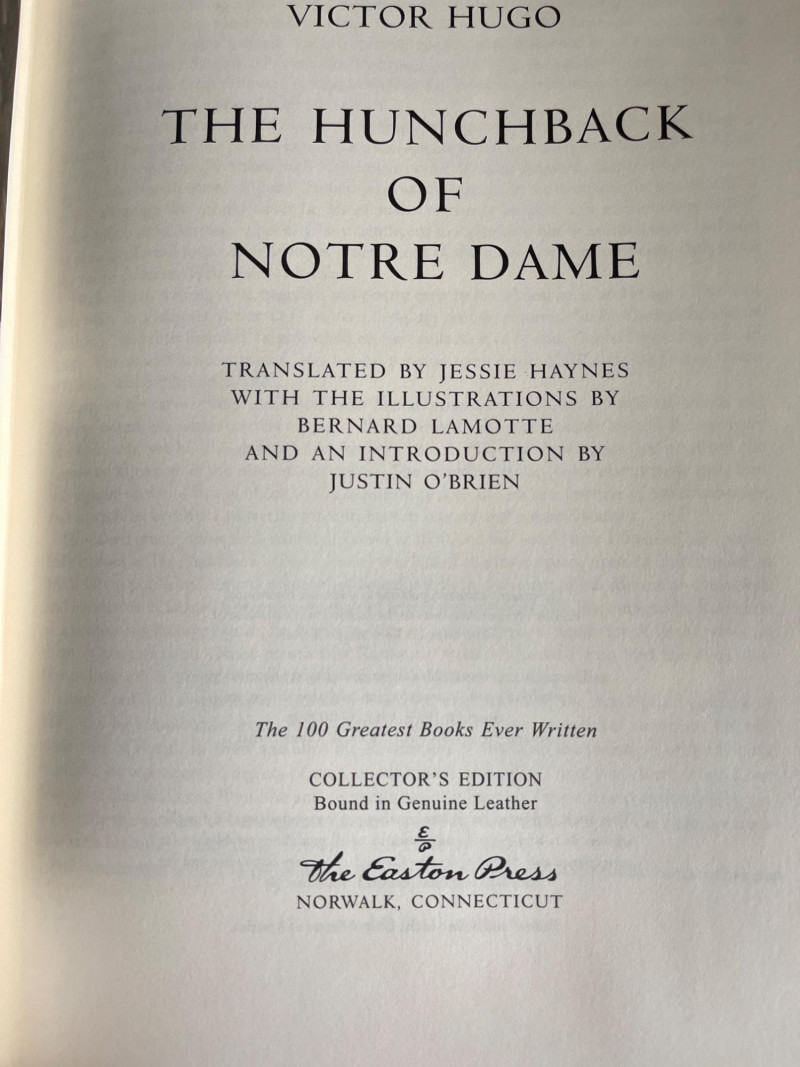 VICTOR HUGO
THE HUNCHBACK
OF
NOTRE DAME
TRANSLATED BY JESSIE HAYNES
WITH THE ILLUSTRATIONS BY
BERNARD LAMOTTE
AND AN INTRODUCTION BY
JUSTIN O'BRIEN
The 100 Greatest Books Ever Written
COLLECTOR'S EDITION
Bound in Genuine Leather
E
P
The Easton Press
NORWALK, CONNECTICUT